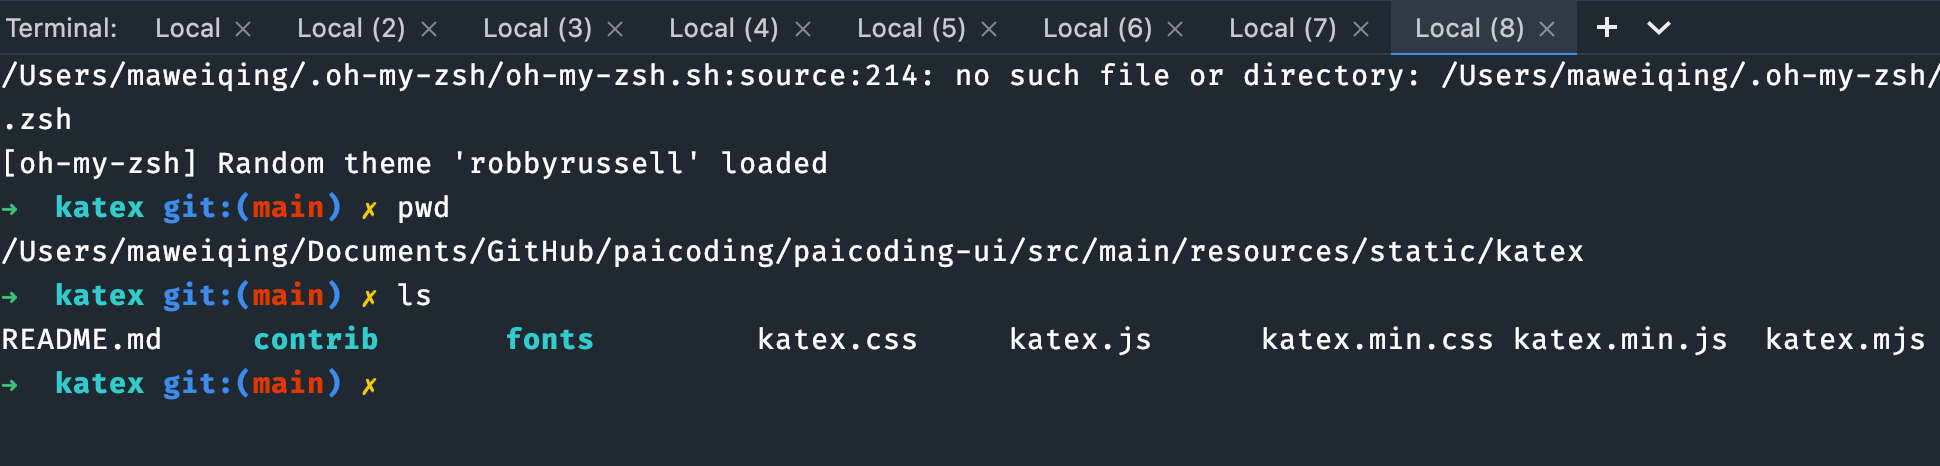 Terminal: Local × Local (2) × Local (3) × Local (4) × Local (5) × Local (6) × Local (7) × Local (8) × +
/Users/maweiqing/.oh-my-zsh/oh-my-zsh.sh:source:214: no such file or directory: /Users/maweiqing/.oh-my-zsh/
.zsh
[oh-my-zsh] Random theme 'robbyrussell' loaded
→ katex git:(main) ✗ pwd
/Users/maweiqing/Documents/GitHub/paicoding/paicoding-ui/src/main/resources/static/katex
→ katex git:(main) ✗ ls
README.md contrib fonts katex.css katex.js katex.min.css katex.min.js katex.mjs
→ katex git:(main) ✗